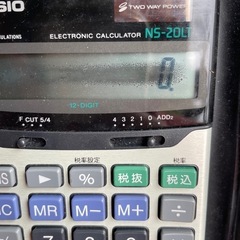 SIO
TWO WAY POWER
ULATIONS
ELECTRONIC CALCULATOR NS-20LT
0.
12-DIGIT
F CUT 5/4
4 3 2 1 0 ADD2
税率設定
税率
▶ % 税抜 税込
MR M- M+ ÷